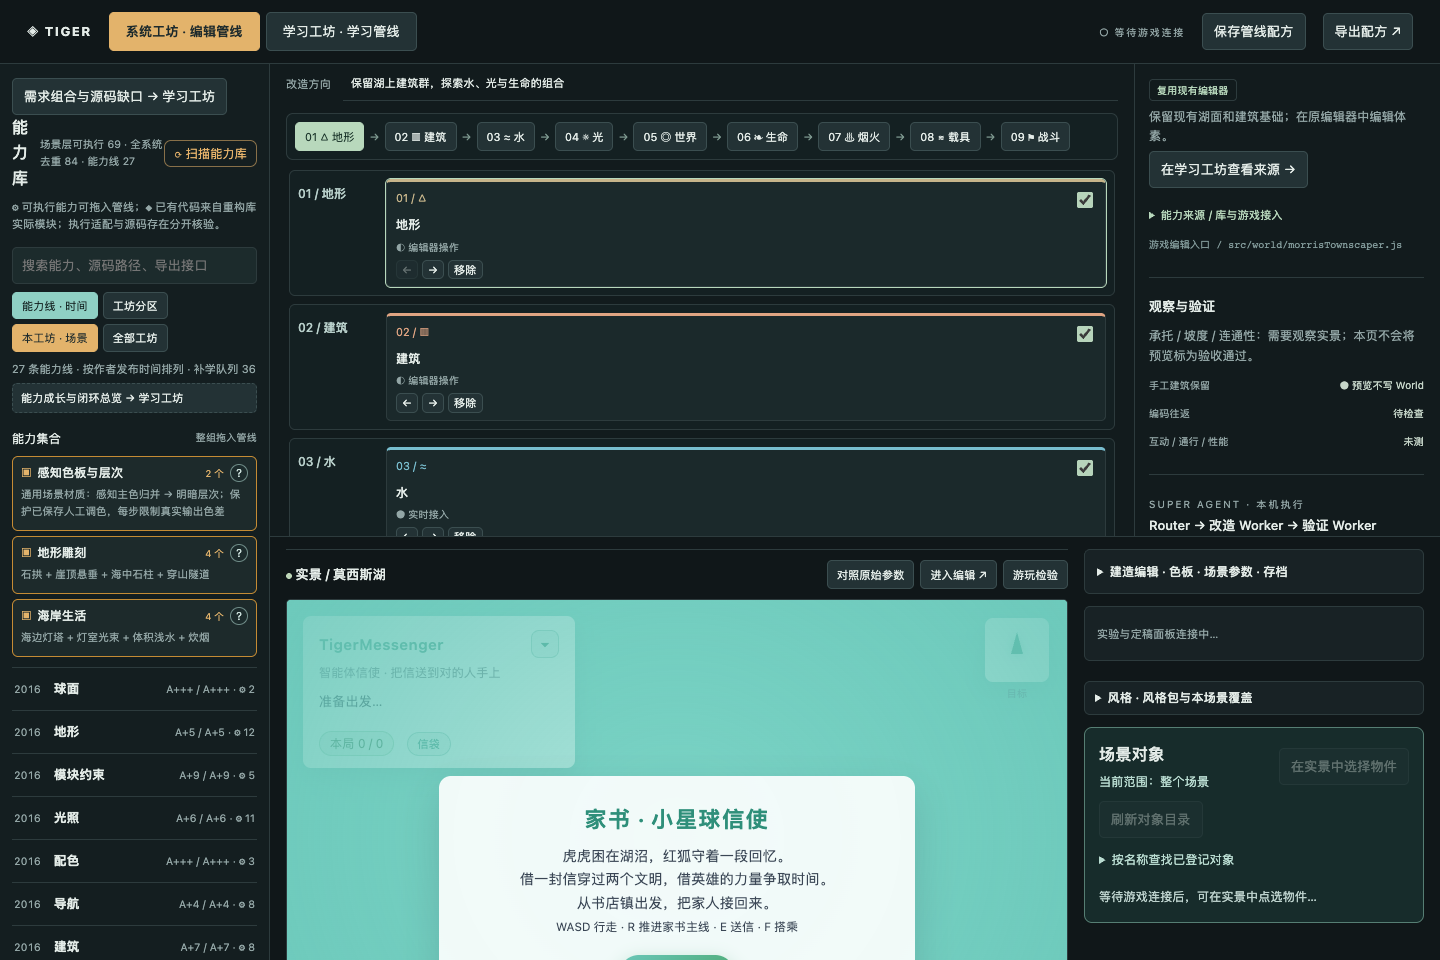 ◈ TIGER
系统工坊 · 编辑管线
学习工坊 · 学习管线
等待游戏连接
保存管线配方
导出配方 ↗
需求组合与源码缺口 → 学习工坊
能力库
场景层可执行 69 · 全系统去重 84 · 能力线 27
⟳ 扫描能力库
⚙ 可执行能力可拖入管线；◆ 已有代码来自重构库
实际模块；执行适配与源码存在分开核验。
搜索能力、源码路径、导出接口
能力线 · 时间
工坊分区
本工坊 · 场景
全部工坊
27 条能力线 · 按作者发布时间排列 · 补学队列 36
能力成长与闭环总览 → 学习工坊
能力集合
整组拖入管线
▣ 感知色板与层次
2 个 ?
通用场景材质：感知主色归并 → 明暗层次；保
护已保存人工调色，每步限制真实输出色差
▣ 地形雕刻
4 个 ?
石拱 + 崖顶悬垂 + 海中石柱 + 穿山隧道
▣ 海岸生活
4 个 ?
海边灯塔 + 灯室光束 + 体积浅水 + 炊烟
2016 球面 A+++ / A+++ · ⚙ 2
2016 地形 A+5 / A+5 · ⚙ 12
2016 模块约束 A+9 / A+9 · ⚙ 5
2016 光照 A+6 / A+6 · ⚙ 11
2016 配色 A+++ / A+++ · ⚙ 3
2016 导航 A+4 / A+4 · ⚙ 8
2016 建筑 A+7 / A+7 · ⚙ 8
改造方向
保留湖上建筑群，探索水、光与生命的组合
01 △ 地形 → 02 ▥ 建筑 → 03 ≈ 水 → 04 ☀ 光 → 05 ◎ 世界 → 06 ❧ 生命 → 07 ♨ 烟火 → 08 ≋ 载具 → 09 ⚑ 战斗
01 / 地形
01 / △
地形
◐ 编辑器操作
← → 移除
02 / 建筑
02 / ▥
建筑
◐ 编辑器操作
← → 移除
03 / 水
03 / ≈
水
● 实时接入
← → 移除
复用现有编辑器
保留现有湖面和建筑基础；在原编辑器中编辑体
素。
在学习工坊查看来源 →
▶ 能力来源 / 库与游戏接入
游戏编辑入口 / src/world/morrisTownscaper.js
观察与验证
承托 / 坡度 / 连通性：需要观察实景；本页不会将
预览标为验收通过。
手工建筑保留
● 预览不写 World
编码往返
待检查
互动 / 通行 / 性能
未测
SUPER AGENT · 本机执行
Router → 改造 Worker → 验证 Worker
● 实景 / 莫西斯湖
对照原始参数
进入编辑 ↗
游玩检验
TigerMessenger
智能体信使 · 把信送到对的人手上
准备出发...
本局 0 / 0
信袋
目标
家书 · 小星球信使
虎虎困在湖沼，红狐守着一段回忆。
借一封信穿过两个文明，借英雄的力量争取时间。
从书店镇出发，把家人接回来。
WASD 行走 · R 推进家书主线 · E 送信 · F 搭乘
▶ 建造编辑 · 色板 · 场景参数 · 存档
实验与定稿面板连接中...
▶ 风格 · 风格包与本场景覆盖
场景对象
当前范围：整个场景
在实景中选择物件
刷新对象目录
▶ 按名称查找已登记对象
等待游戏连接后，可在实景中点选物件...